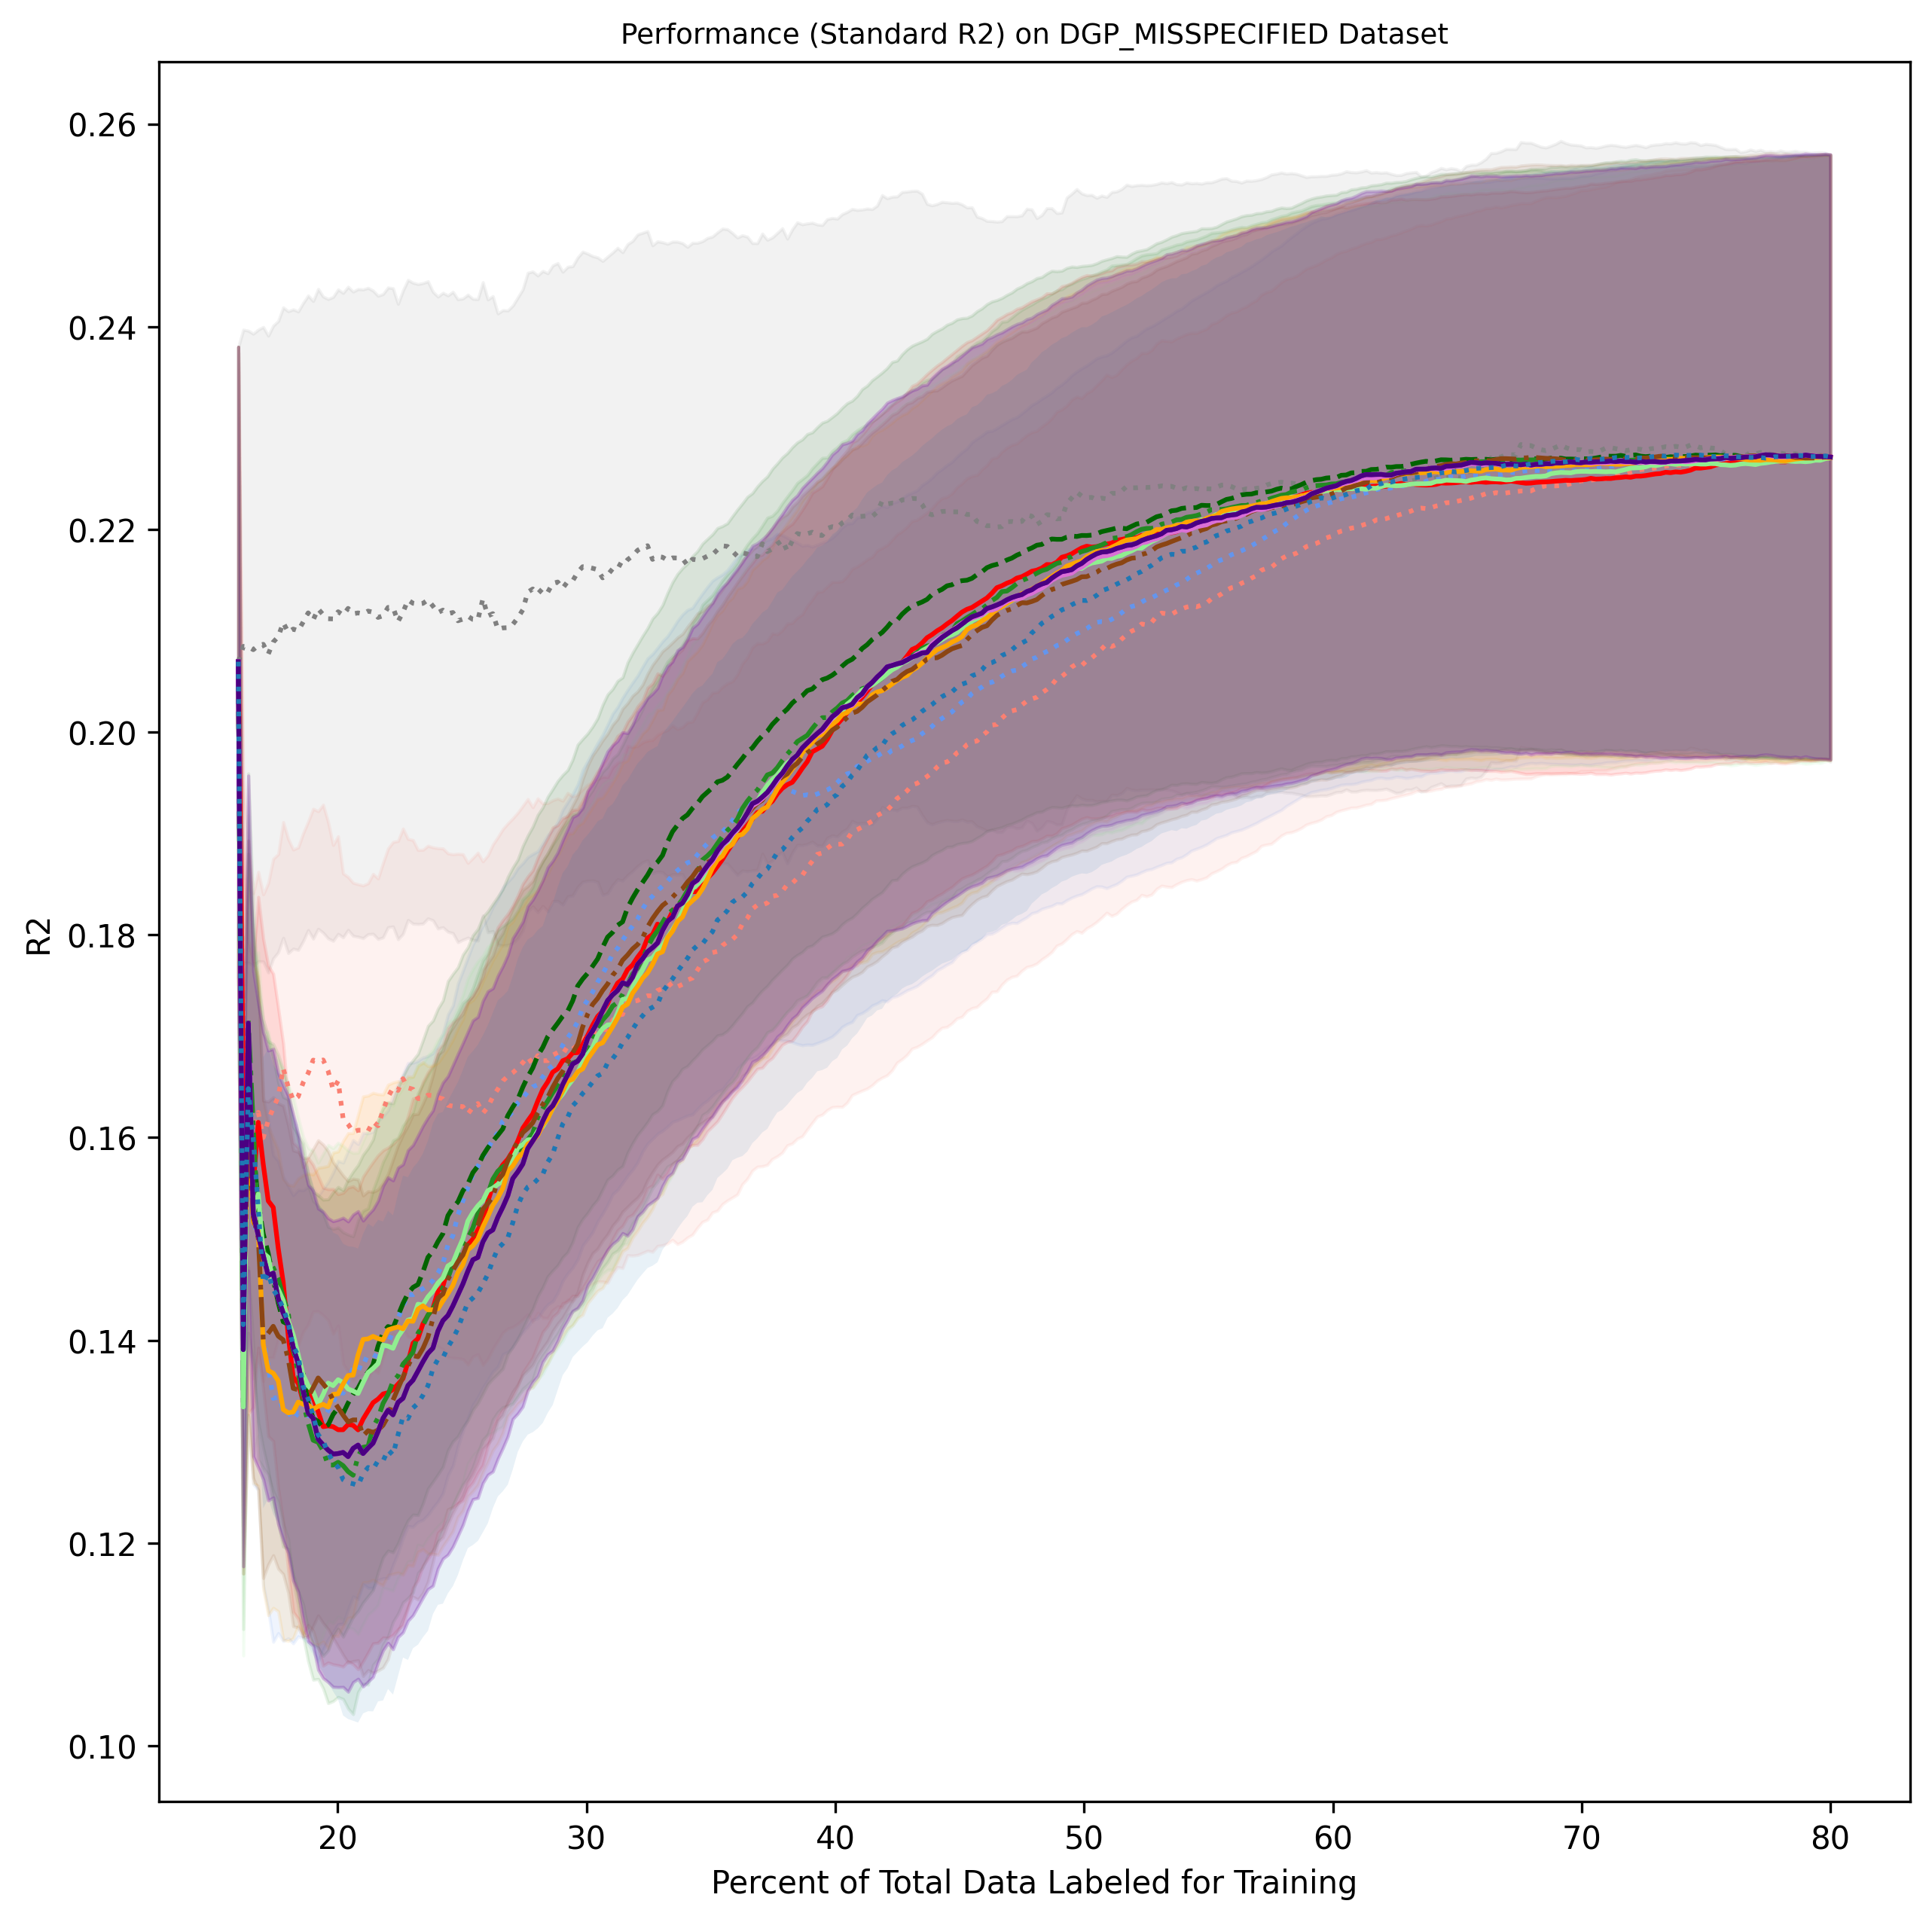 Performance (Standard R2) on DGP_MISSPECIFIED Dataset
0.26
0.24
0.22
0.20
0.18
0.16
0.14
0.12
0.10
R2
20 30 40 50 60 70 80
Percent of Total Data Labeled for Training